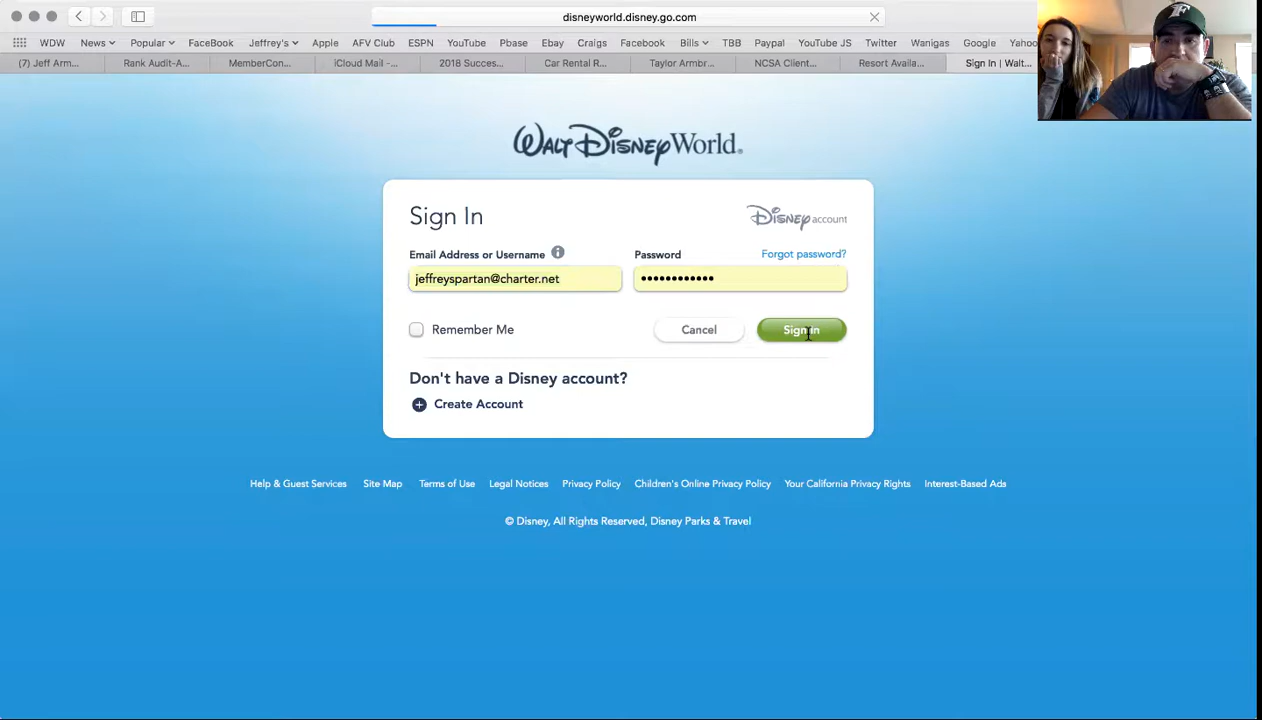 disneyworld.disney.go.com
WDW News Popular FaceBook Jeffrey's Apple AFV Club ESPN YouTube Pbase Ebay Craigs Facebook Bills TBB Paypal YouTube JS Twitter Wanigas Google Yahoo
(7) Jeff Arm... Rank Audit-A... MemberCon... iCloud Mail -... 2018 Succes... Car Rental R... Taylor Armbr... NCSA Client... Resort Availa... Sign In | Walt...
F
Walt Disney World
Sign In
Disney account
Email Address or Username i Password Forgot password?
jeffreyspartan@charter.net ••••••••••••
Remember Me Cancel Sign In
Don't have a Disney account?
+ Create Account
Help & Guest Services Site Map Terms of Use Legal Notices Privacy Policy Children's Online Privacy Policy Your California Privacy Rights Interest-Based Ads
© Disney, All Rights Reserved, Disney Parks & Travel